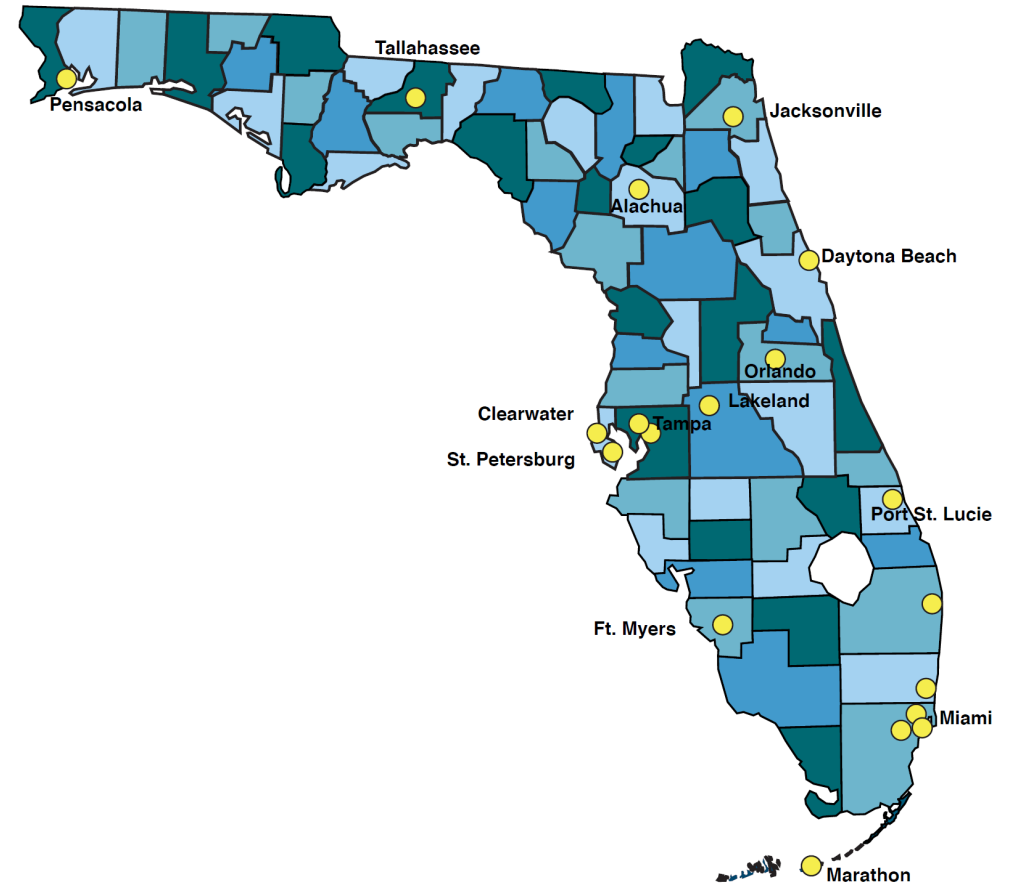 Tallahassee
Pensacola
Jacksonville
Alachua
Daytona Beach
Orlando
Lakeland
Clearwater
Tampa
St. Petersburg
Port St. Lucie
Ft. Myers
Miami
Marathon